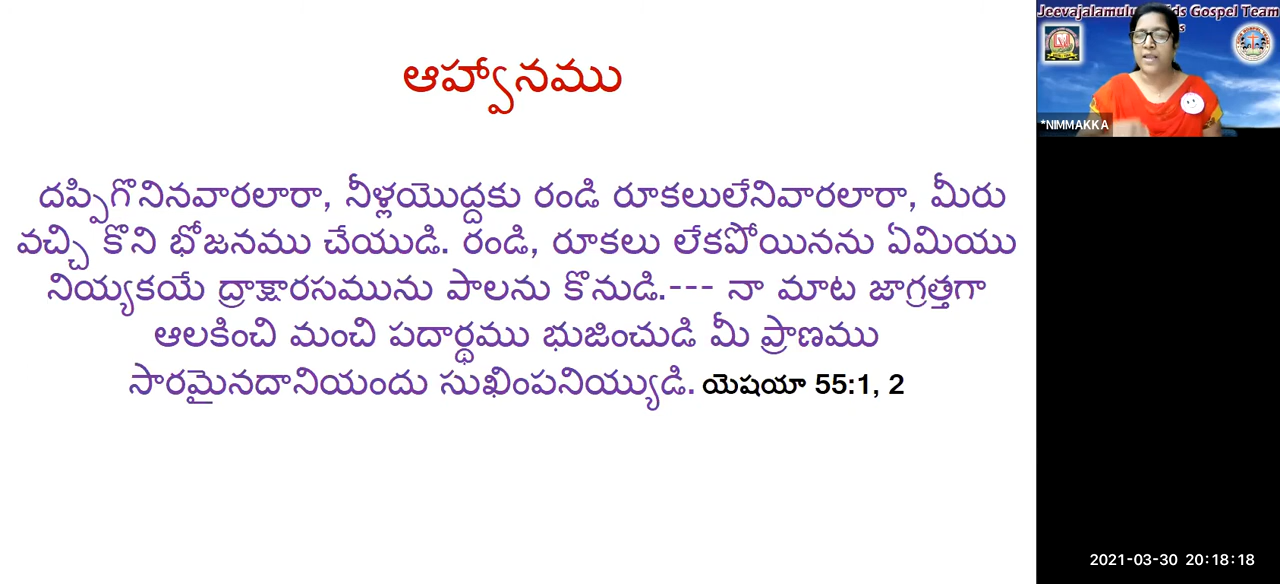 ఆహ్వానము
దప్పిగొనినవారలారా, నీళ్లయొద్దకు రండి రూకలులేనివారలారా, మీరు
వచ్చి కొని భోజనము చేయుడి. రండి, రూకలు లేకపోయినను ఏమియు
నియ్యకయే ద్రాక్షారసమును పాలను కొనుడి.--- నా మాట జాగ్రత్తగా
ఆలకించి మంచి పదార్థము భుజించుడి మీ ప్రాణము
సారమైనదానియందు సుఖింపనియ్యుడి. యెషయా 55:1, 2
Jeevajalamulu ds Gospel Team
*NIMMAKKA
2021-03-30 20:18:18